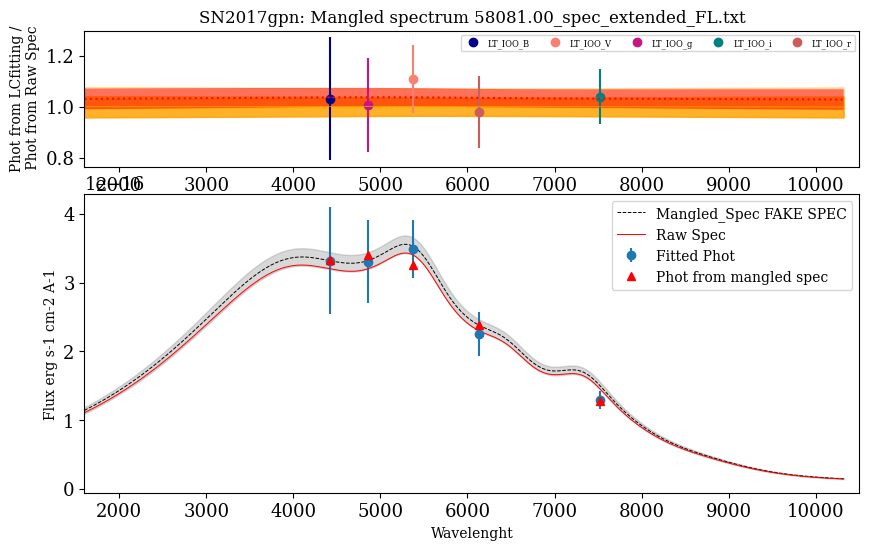 SN2017gpn: Mangled spectrum 58081.00_spec_extended_FL.txt
Phot from LCfitting /
Phot from Raw Spec
LT_IOO_B LT_IOO_V LT_IOO_g LT_IOO_i LT_IOO_r
1.2
1.0
0.8
2000 3000 4000 5000 6000 7000 8000 9000 10000
1e−16
Flux erg s-1 cm-2 A-1
Mangled_Spec FAKE SPEC
Raw Spec
Fitted Phot
Phot from mangled spec
4
3
2
1
0
2000 3000 4000 5000 6000 7000 8000 9000 10000
Wavelenght